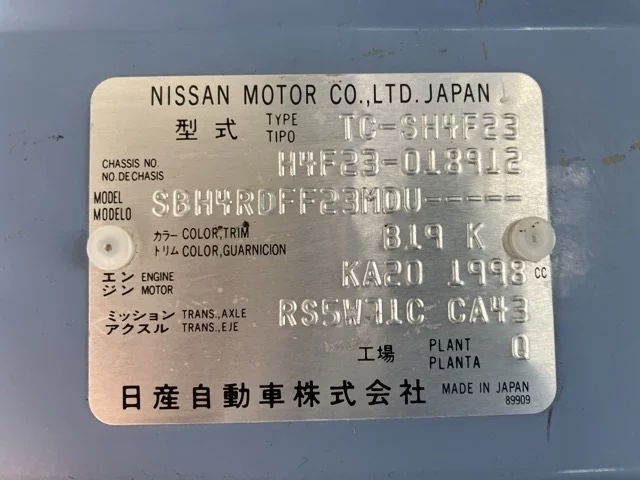 NISSAN MOTOR CO.,LTD. JAPAN
型式 TYPE TIPO TC-SH4F23
CHASSIS NO. NO. DE CHASIS H4F23-018912
MODEL MODELO SBH4RDFF23MDU-----
カラー COLOR,TRIM
トリム COLOR,GUARNICION B19 K
エンジン ENGINE MOTOR KA20 1998 CC
ミッション TRANS.,AXLE
アクスル TRANS.,EJE RS5W71C CA43
工場 PLANT PLANTA Q
日産自動車株式会社 MADE IN JAPAN
89909